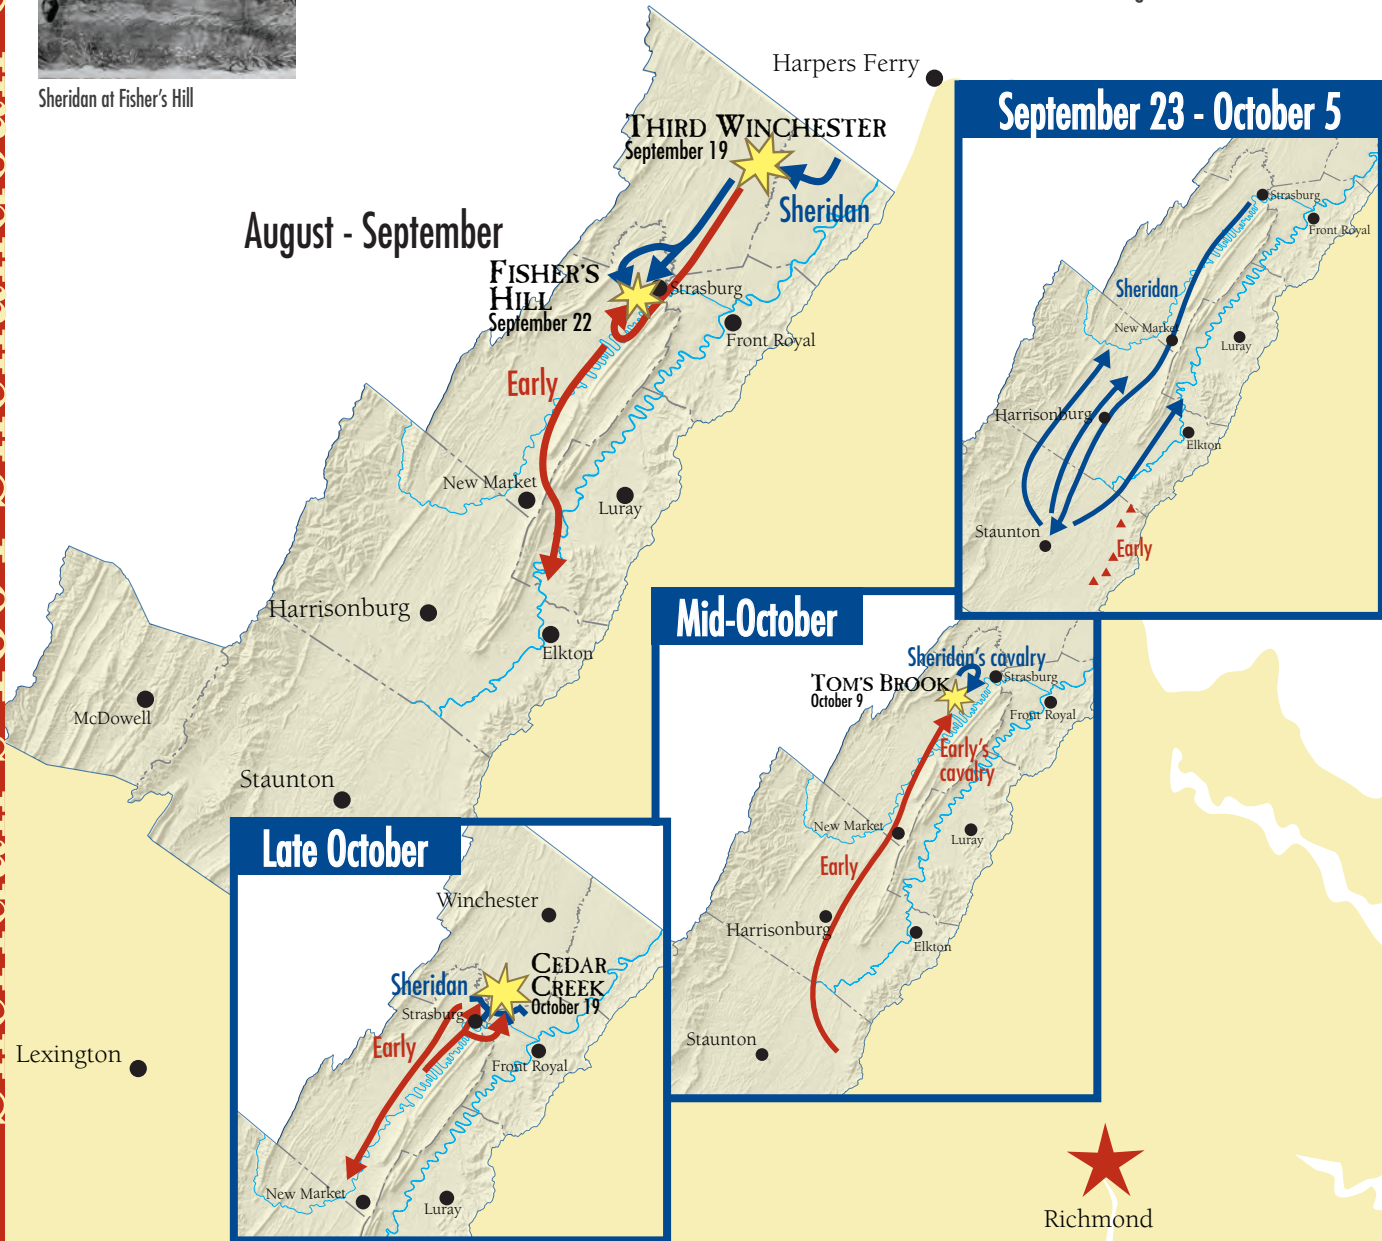 Sheridan at Fisher's Hill
Harpers Ferry
THIRD WINCHESTER
September 19
Sheridan
August - September
FISHER'S
HILL
September 22
Strasburg
Front Royal
Early
New Market
Luray
Harrisonburg
Elkton
McDowell
Staunton
Lexington
Richmond
September 23 - October 5
Strasburg
Front Royal
Sheridan
New Market
Luray
Harrisonburg
Elkton
Staunton
Early
Mid-October
Sheridan's cavalry
TOM'S BROOK
October 9
Strasburg
Front Royal
Early's
cavalry
New Market
Luray
Early
Harrisonburg
Elkton
Staunton
Late October
Winchester
CEDAR
CREEK
October 19
Sheridan
Strasburg
Early
Front Royal
New Market
Luray